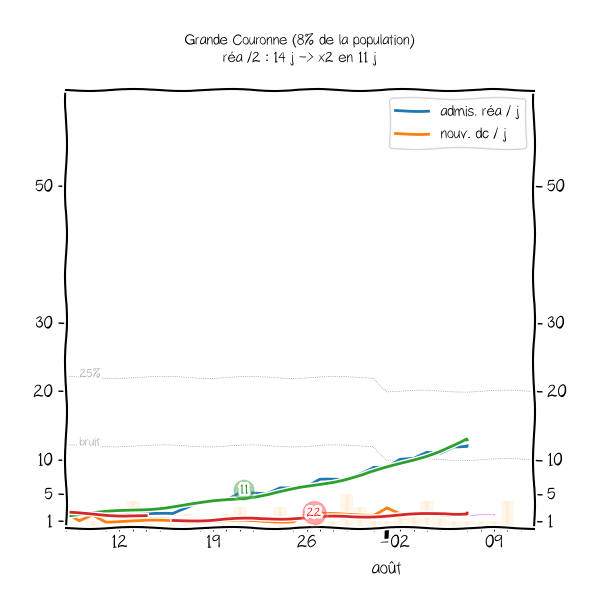 Grande Couronne (8% de la population)
réa /2 : 14 j -> x2 en 11 j
admis. réa / j
nouv. dc / j
50 50
30 30
25%
20 20
bruit
10 10
11
5 5
22
1 1
12 19 26 02 09
août